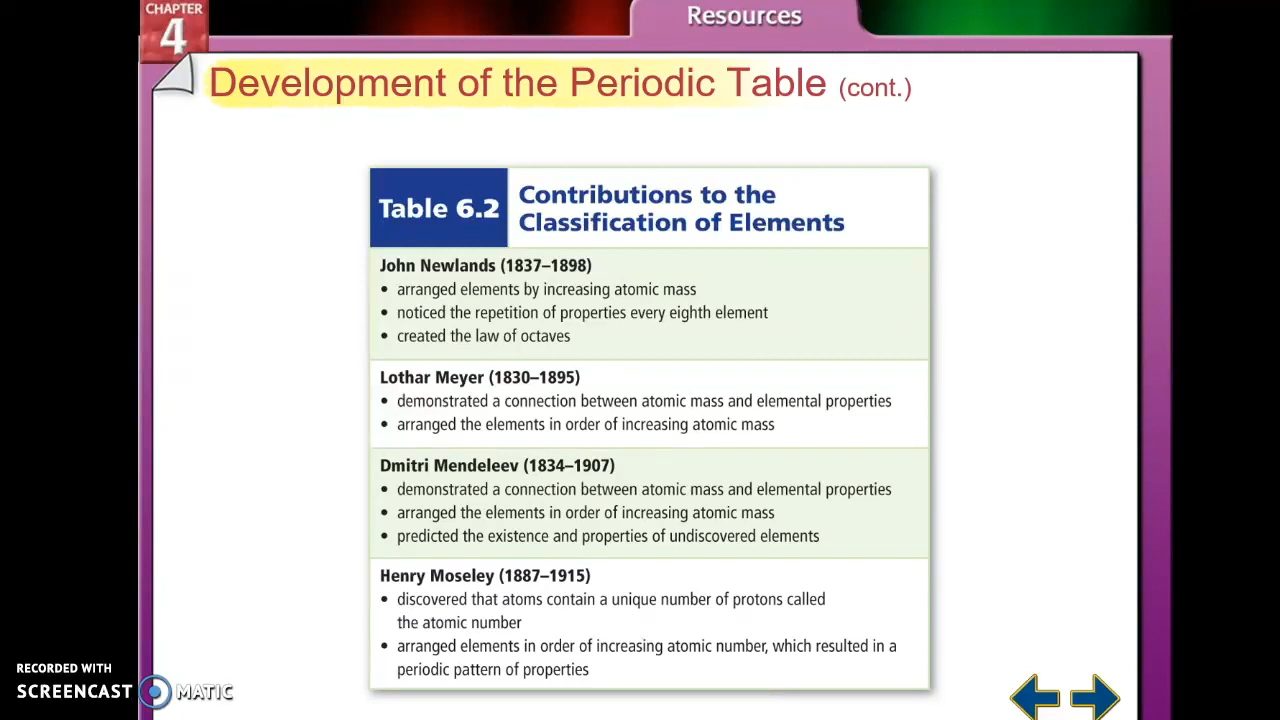 CHAPTER
4
Resources
Development of the Periodic Table (cont.)
Table 6.2
Contributions to the
Classification of Elements
John Newlands (1837–1898)
• arranged elements by increasing atomic mass
• noticed the repetition of properties every eighth element
• created the law of octaves
Lothar Meyer (1830–1895)
• demonstrated a connection between atomic mass and elemental properties
• arranged the elements in order of increasing atomic mass
Dmitri Mendeleev (1834–1907)
• demonstrated a connection between atomic mass and elemental properties
• arranged the elements in order of increasing atomic mass
• predicted the existence and properties of undiscovered elements
Henry Moseley (1887–1915)
• discovered that atoms contain a unique number of protons called
the atomic number
• arranged elements in order of increasing atomic number, which resulted in a
periodic pattern of properties
RECORDED WITH
SCREENCAST MATIC